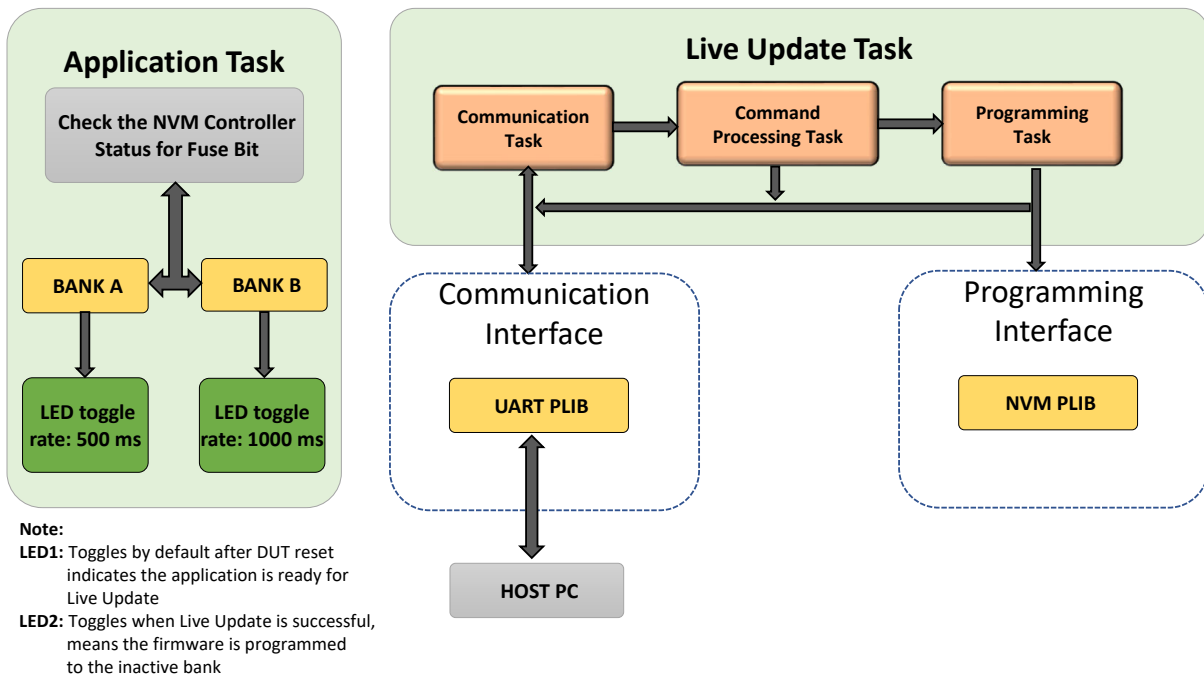 Application Task
Check the NVM Controller
Status for Fuse Bit
BANK A
BANK B
LED toggle
rate: 500 ms
LED toggle
rate: 1000 ms
Note:
LED1: Toggles by default after DUT reset
indicates the application is ready for
Live Update
LED2: Toggles when Live Update is successful,
means the firmware is programmed
to the inactive bank
Live Update Task
Communication
Task
Command
Processing Task
Programming
Task
Communication
Interface
UART PLIB
HOST PC
Programming
Interface
NVM PLIB